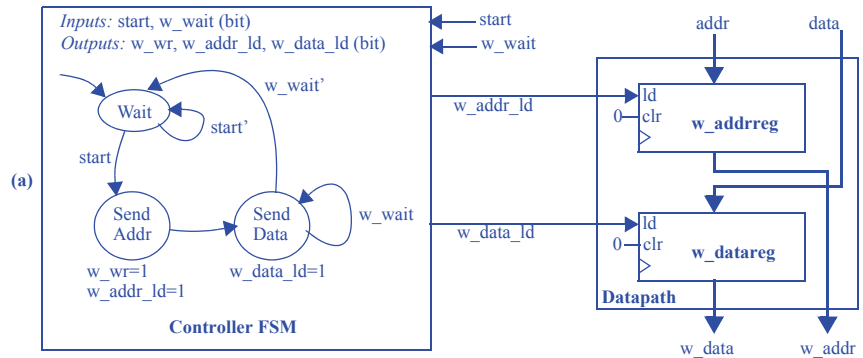 Inputs: start, w_wait (bit)
Outputs: w_wr, w_addr_ld, w_data_ld (bit)
start
w_wait
addr
data
w_wait’
Wait
start’
start
(a)
Send
Addr
Send
Data
w_wait
w_wr=1
w_addr_ld=1
w_data_ld=1
Controller FSM
w_addr_ld
ld
0
clr
w_addrreg
w_data_ld
ld
0
clr
w_datareg
Datapath
w_data
w_addr